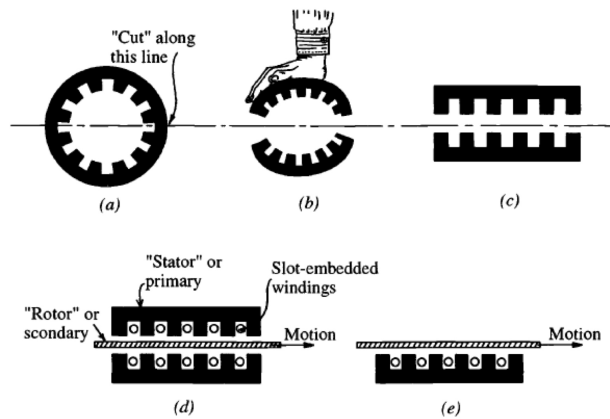 "Cut" along
this line
(a)
(b)
(c)
"Stator" or
primary
Slot-embedded
windings
"Rotor" or
scondary
Motion
Motion
(d)
(e)